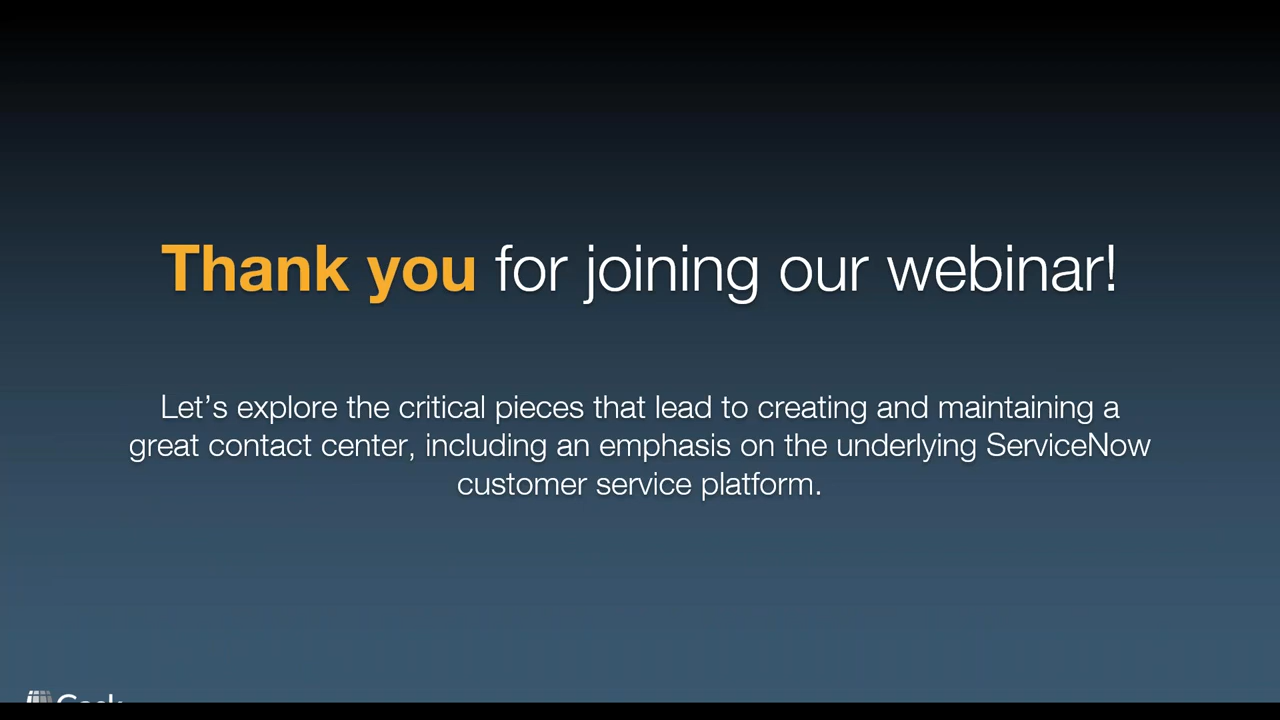 Thank you for joining our webinar!
Let's explore the critical pieces that lead to creating and maintaining a
great contact center, including an emphasis on the underlying ServiceNow
customer service platform.